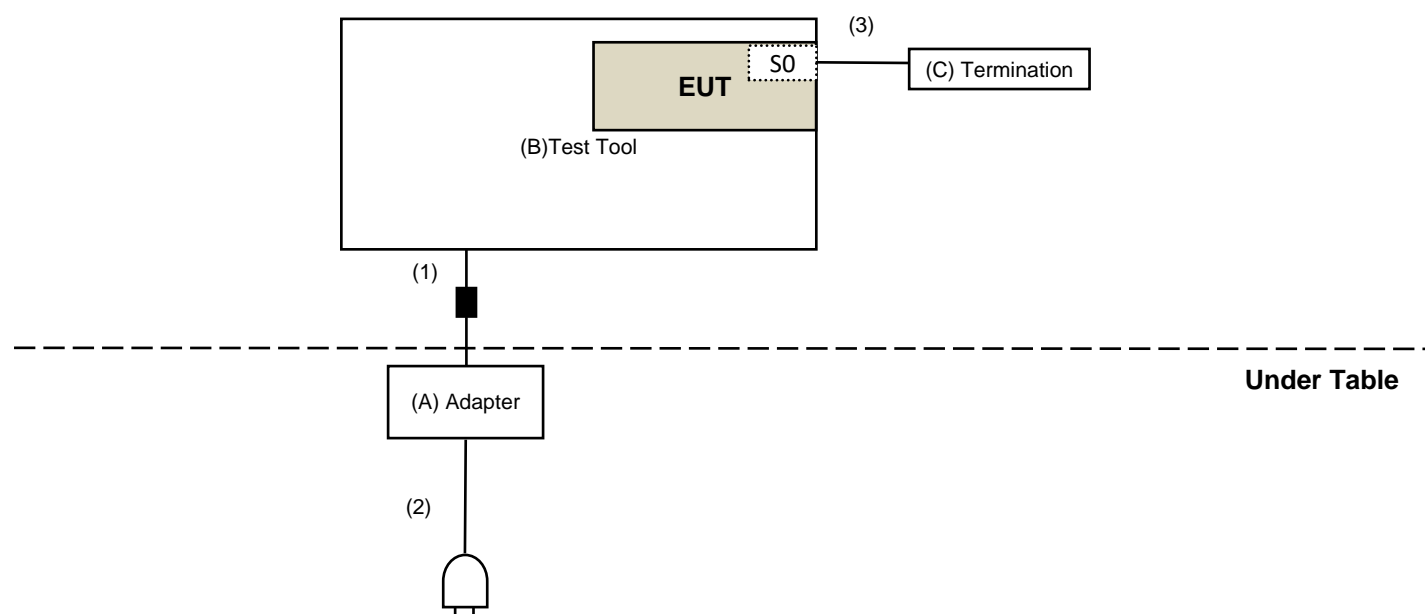 (3)
S0
(C) Termination
EUT
(B)Test Tool
(1)
Under Table
(A) Adapter
(2)